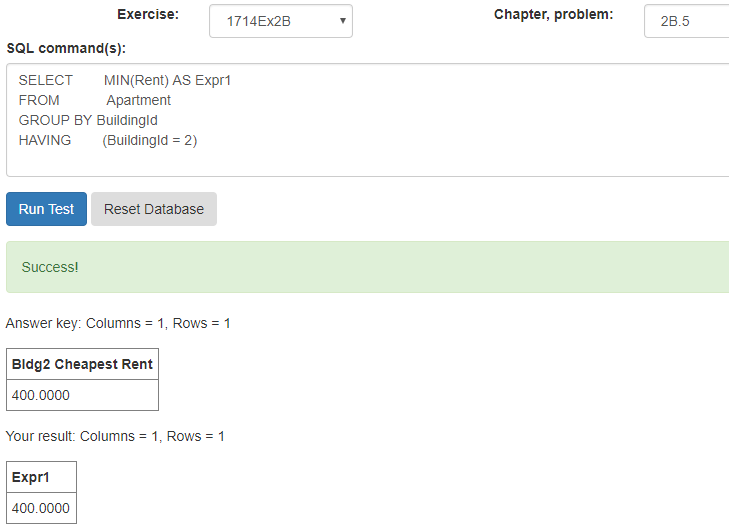 Exercise: 1714Ex2B Chapter, problem: 2B.5
SQL command(s):
SELECT MIN(Rent) AS Expr1
FROM Apartment
GROUP BY BuildingId
HAVING (BuildingId = 2)
Run Test Reset Database
Success!
Answer key: Columns = 1, Rows = 1
Bldg2 Cheapest Rent
400.0000
Your result: Columns = 1, Rows = 1
Expr1
400.0000